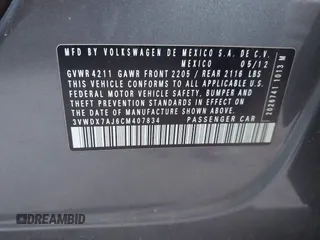 MFD BY VOLKSWAGEN DE MEXICO S.A. DE C.V.
MEXICO 05/12
GVWR 4211 GAWR FRONT 2205 / REAR 2116 LBS
THIS VEHICLE CONFORMS TO ALL APPLICABLE
FEDERAL MOTOR VEHICLE SAFETY, BUMPER AND
THEFT PREVENTION STANDARDS IN EFFECT ON THE
DATE OF MANUFACTURE SHOWN ABOVE.
3VWDX7AJ6CM407834 PASSENGER CAR
2026741 1013 M
DREAMBID